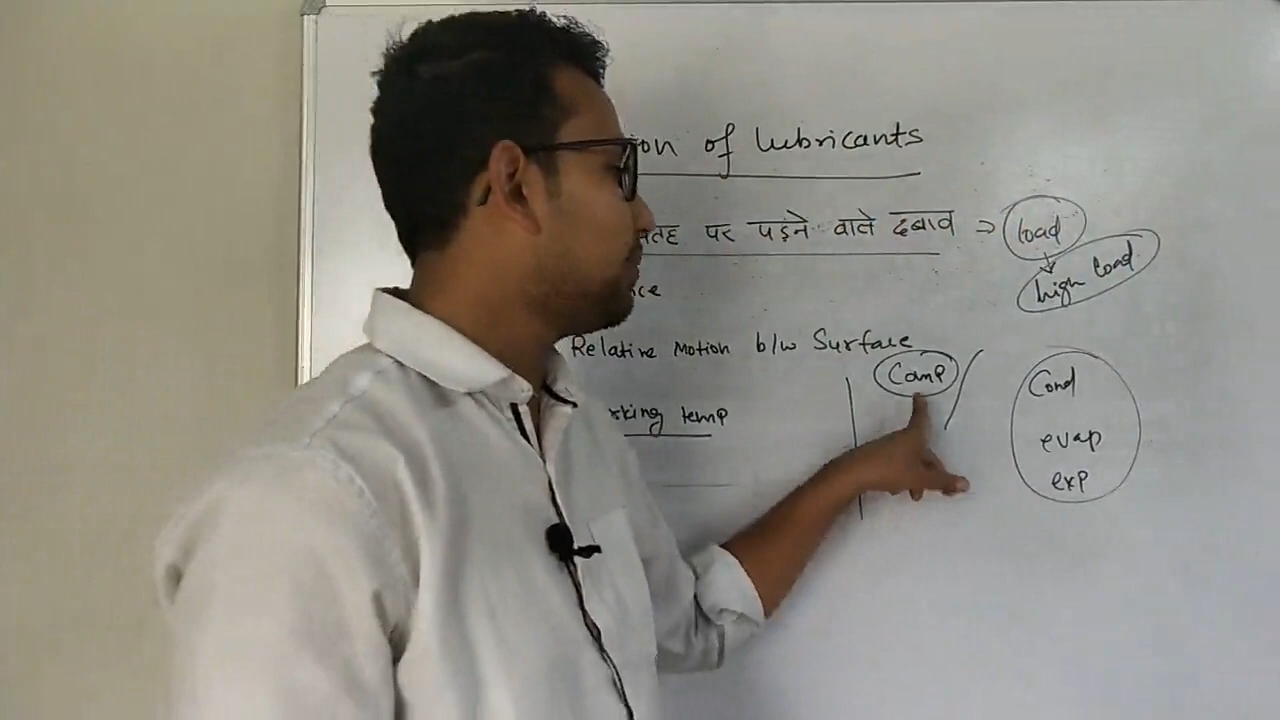 on of lubricants
सतह पर पड़ने वाले दबाव ⇒ load
high load
ce
Relative Motion b/w Surface
Comp / Cond
rking temp
evap
exp